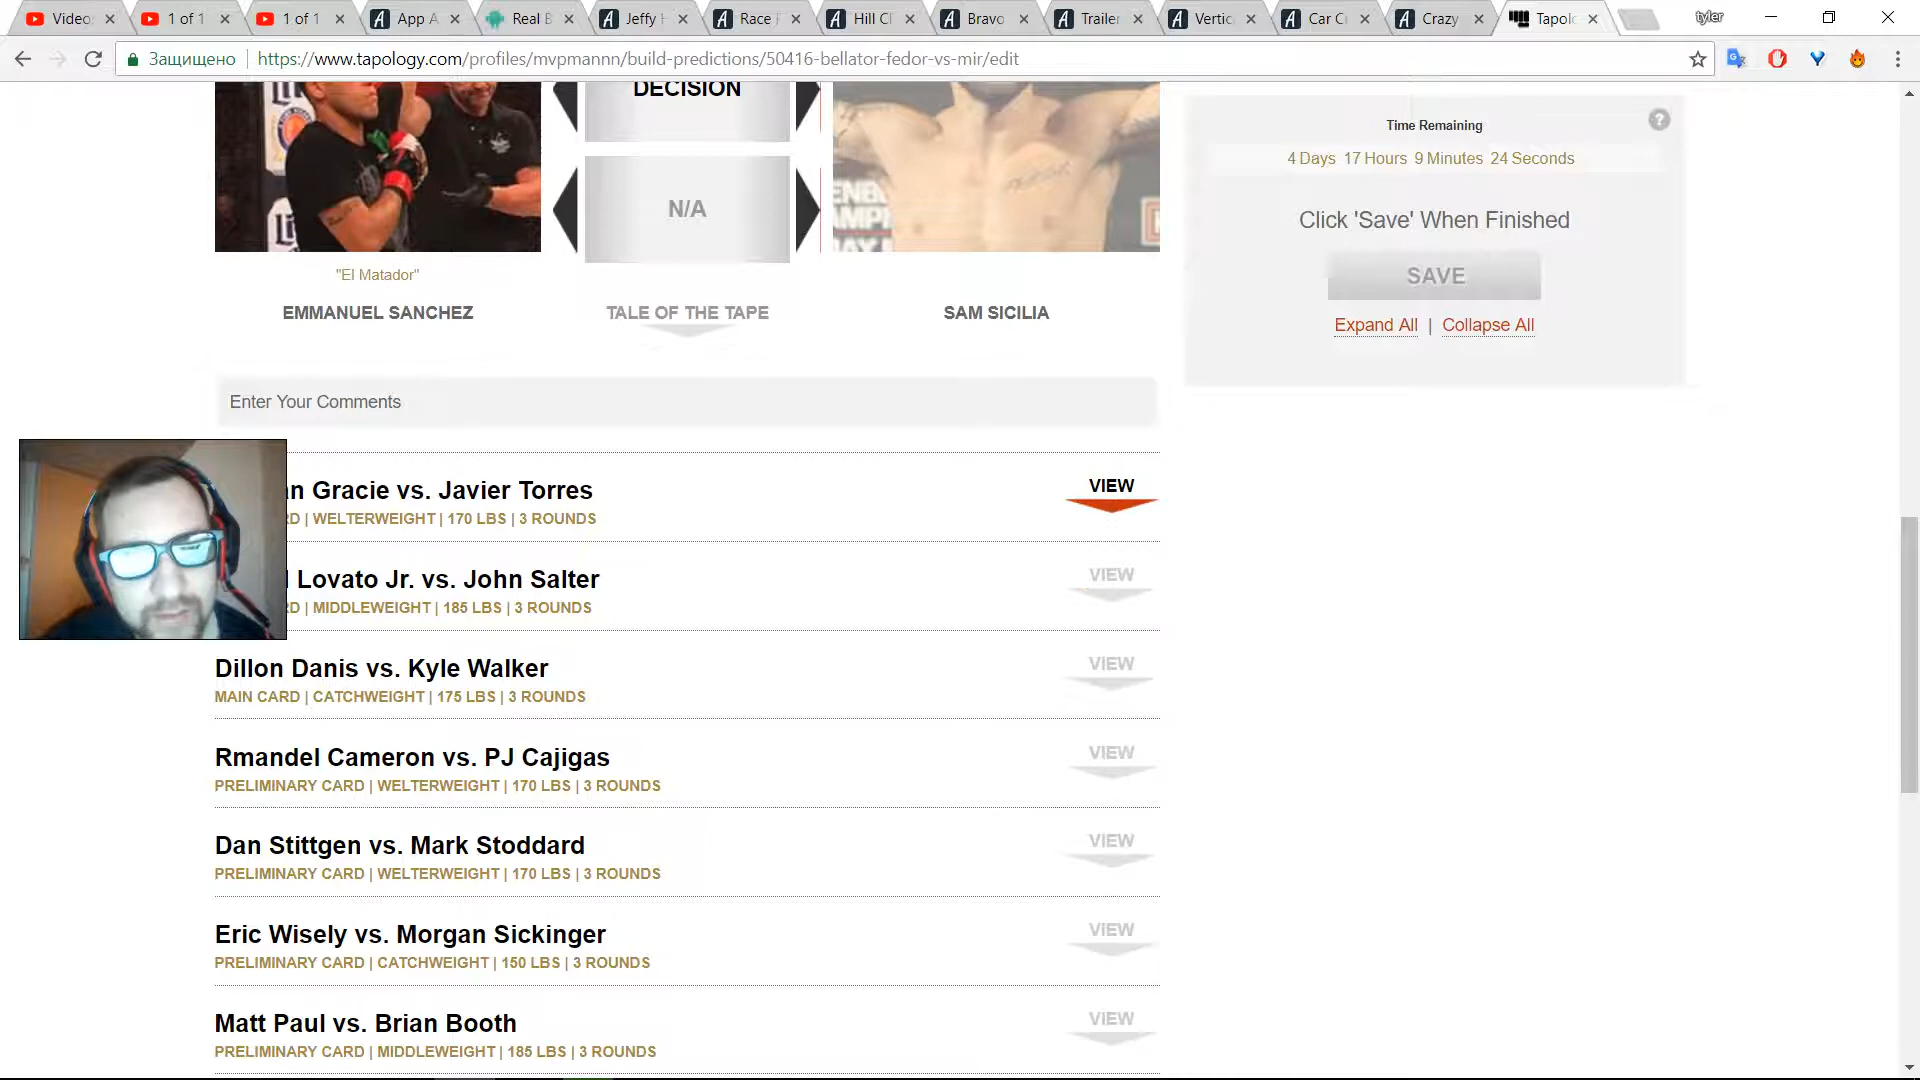 Video:
1 of 1
1 of 1
App A
Real B
Jeffy H
Race F
Hill Cl
Bravo
Trailer
Vertic
Car C
Crazy
Tapolo
tyler
Защищено
https://www.tapology.com/profiles/mvpmannn/build-predictions/50416-bellator-fedor-vs-mir/edit
DECISION
N/A
"El Matador"
EMMANUEL SANCHEZ
TALE OF THE TAPE
SAM SICILIA
Time Remaining
?
4 Days 17 Hours 9 Minutes 24 Seconds
Click 'Save' When Finished
SAVE
Expand All | Collapse All
Enter Your Comments
n Gracie vs. Javier Torres
D | WELTERWEIGHT | 170 LBS | 3 ROUNDS
VIEW
l Lovato Jr. vs. John Salter
D | MIDDLEWEIGHT | 185 LBS | 3 ROUNDS
VIEW
Dillon Danis vs. Kyle Walker
MAIN CARD | CATCHWEIGHT | 175 LBS | 3 ROUNDS
VIEW
Rmandel Cameron vs. PJ Cajigas
PRELIMINARY CARD | WELTERWEIGHT | 170 LBS | 3 ROUNDS
VIEW
Dan Stittgen vs. Mark Stoddard
PRELIMINARY CARD | WELTERWEIGHT | 170 LBS | 3 ROUNDS
VIEW
Eric Wisely vs. Morgan Sickinger
PRELIMINARY CARD | CATCHWEIGHT | 150 LBS | 3 ROUNDS
VIEW
Matt Paul vs. Brian Booth
PRELIMINARY CARD | MIDDLEWEIGHT | 185 LBS | 3 ROUNDS
VIEW